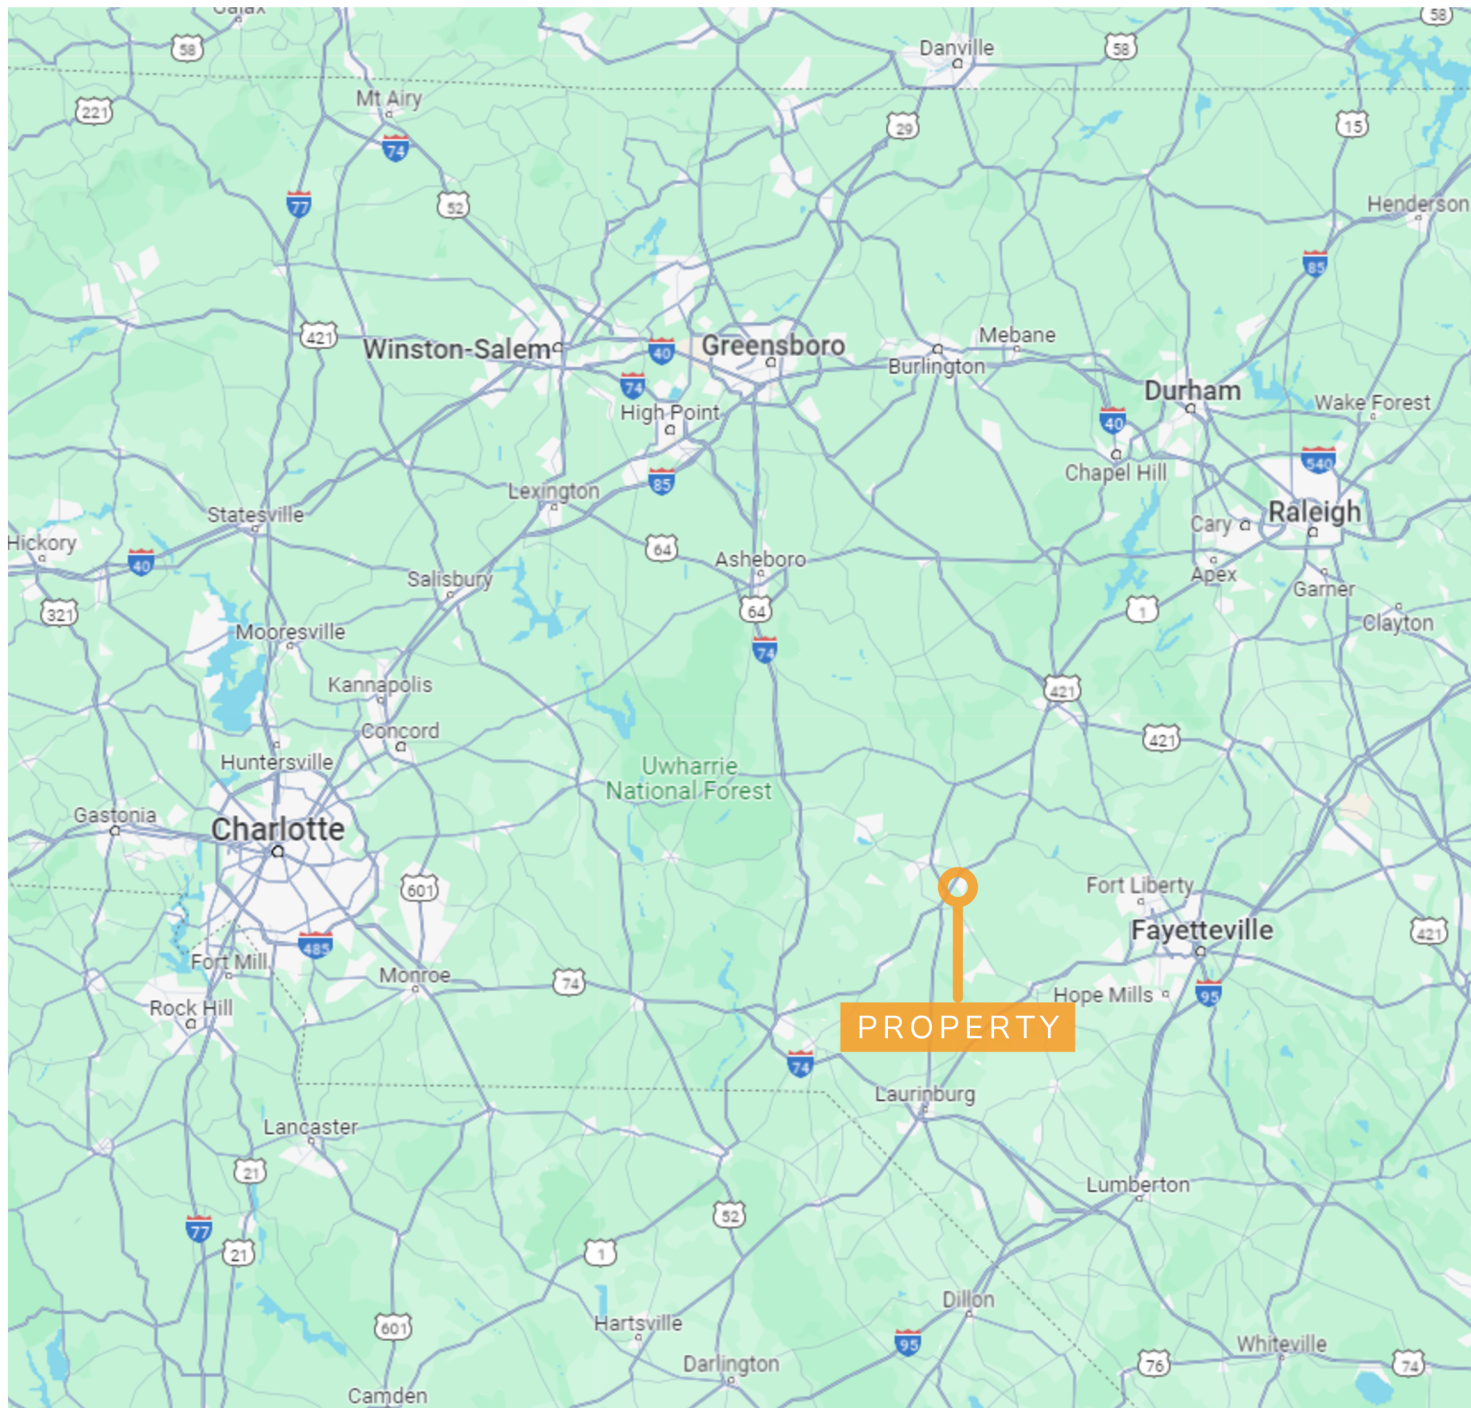 Galax
58
58
Danville
58
221
Mt Airy
29
15
74
77
52
Henderson
85
421
Winston-Salem
40
Greensboro
Mebane
Burlington
74
Durham
High Point
Wake Forest
40
Chapel Hill
540
85
Lexington
Statesville
Cary
Raleigh
Hickory
40
64
Asheboro
Salisbury
Apex
Garner
321
64
1
Clayton
Mooresville
74
Kannapolis
421
Concord
421
Huntersville
Uwharrie
National Forest
Gastonia
Charlotte
601
Fort Liberty
Fayetteville
421
485
Fort Mill
Monroe
74
Hope Mills
95
Rock Hill
PROPERTY
74
Laurinburg
Lancaster
21
Lumberton
52
77
21
1
Dillon
601
Hartsville
95
Whiteville
Darlington
76
74
Camden